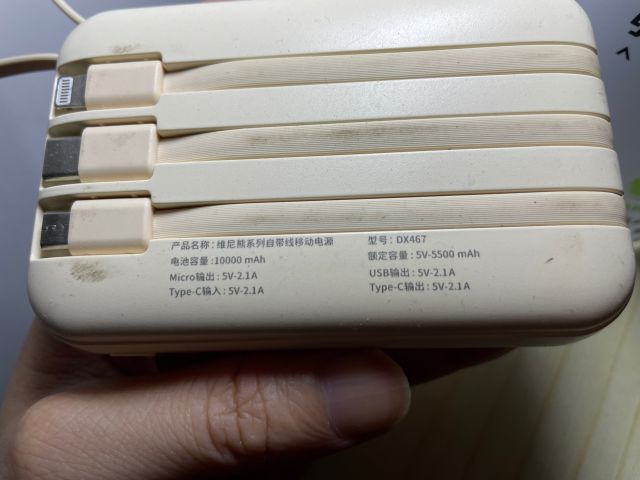 产品名称：维尼熊系列自带线移动电源
电池容量：10000 mAh
Micro输出：5V-2.1A
Type-C输入：5V-2.1A
型号：DX467
额定容量：5V-5500 mAh
USB输出：5V-2.1A
Type-C输出：5V-2.1A